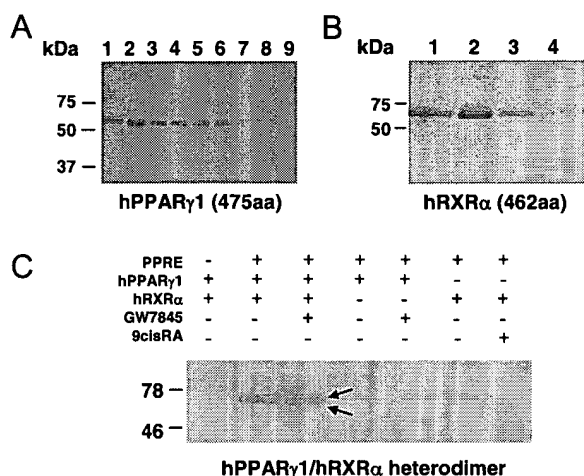 A
kDa 1 2 3 4 5 6 7 8 9
75
50
37
hPPARγ1 (475aa)
B
kDa 1 2 3 4
75
50
hRXRα (462aa)
C
PPRE - + + + + + +
hPPARγ1 + + + + + - -
hRXRα + + + - - + +
GW7845 - - + - + - -
9cisRA - - - - - - +
78
46
hPPARγ1/hRXRα heterodimer